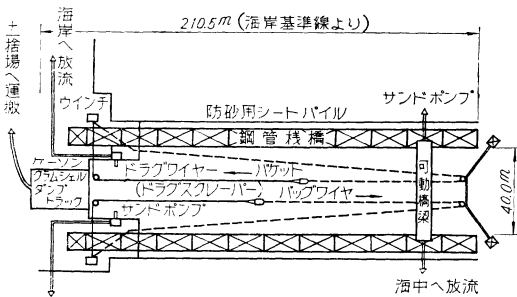 210.5m (海岸基準線より)
海岸へ放流
土捨場へ運搬
ウインチ
防砂用シートパイル
サンドポンプ
鋼管桟橋
ケーソン
クラムシェル
ダンプ
トラック
ドラグワイヤー
バケット
(ドラグスクレーパー)
バッグワイヤ
サンドポンプ
可動橋梁
40.0m
海中へ放流